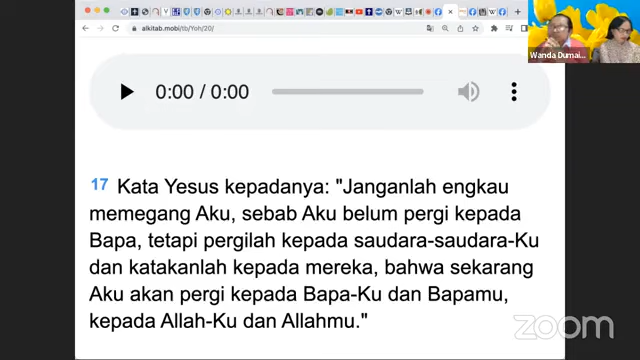 alkitab.mobi/tb/Yoh/20/
Wanda Dumai...
0:00 / 0:00
17 Kata Yesus kepadanya: "Janganlah engkau
memegang Aku, sebab Aku belum pergi kepada
Bapa, tetapi pergilah kepada saudara-saudara-Ku
dan katakanlah kepada mereka, bahwa sekarang
Aku akan pergi kepada Bapa-Ku dan Bapamu,
kepada Allah-Ku dan Allahmu."
zoom